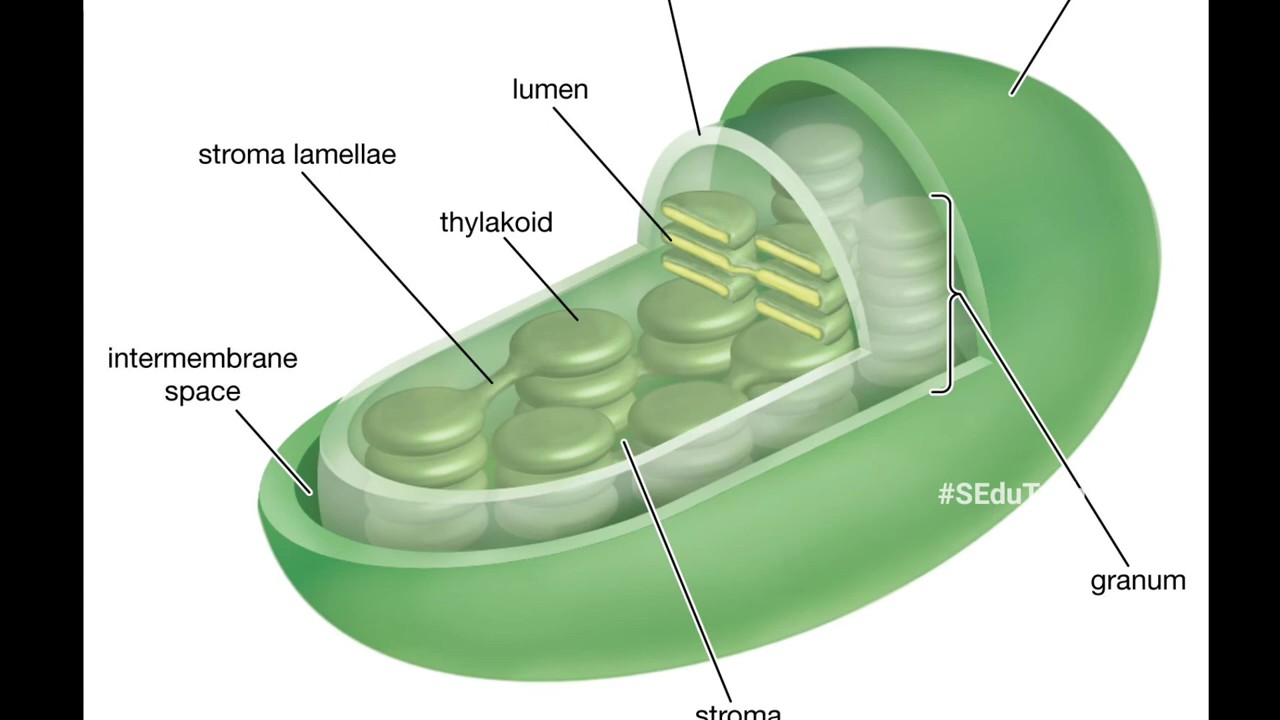 lumen
stroma lamellae
thylakoid
intermembrane
space
#SEduT
granum
stroma